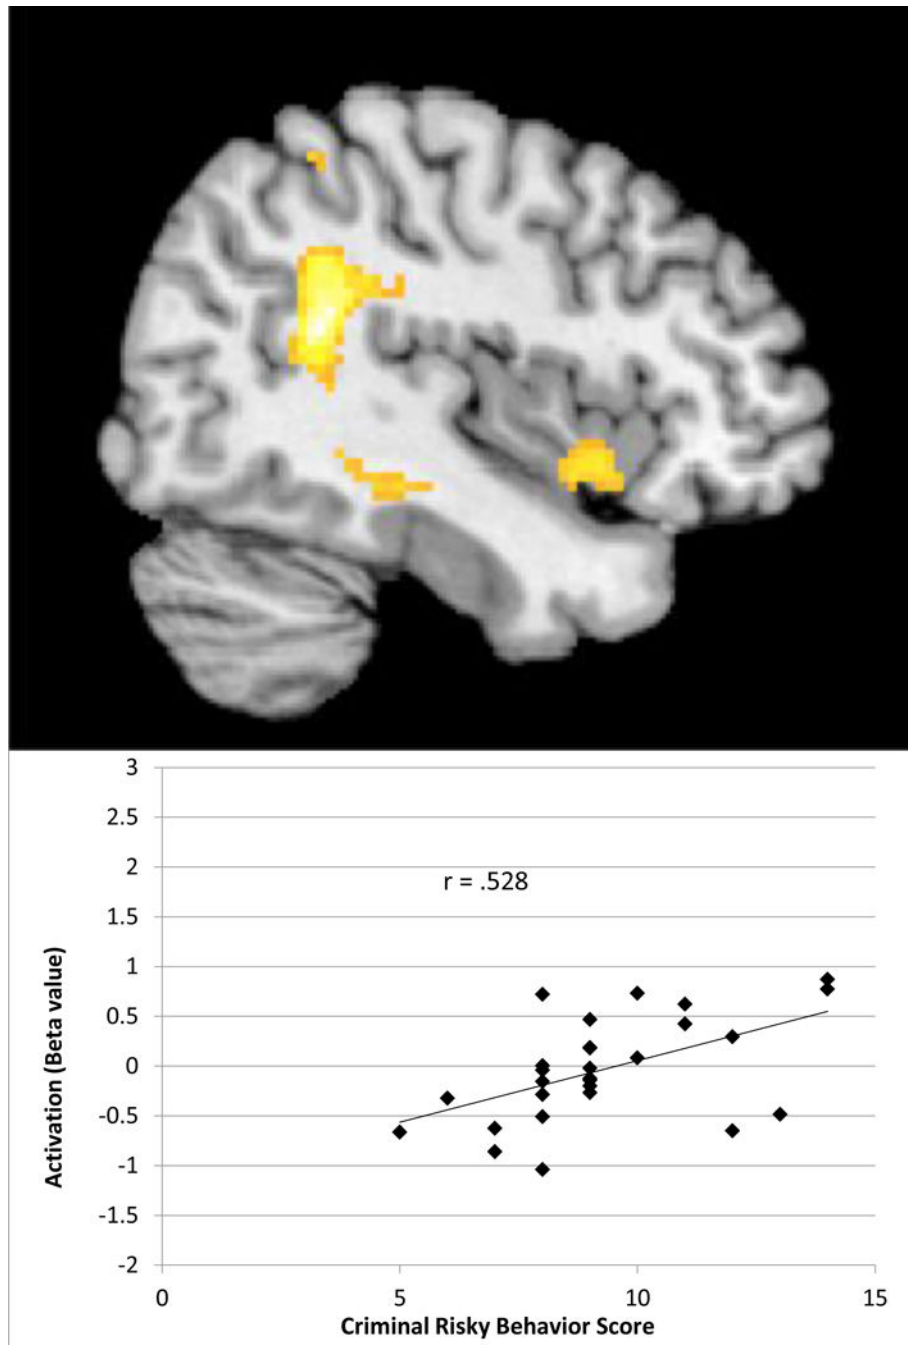 3
2.5
2
r = .528
1.5
1
0.5
0
-0.5
-1
-1.5
-2
Activation (Beta value)
0 5 10 15
Criminal Risky Behavior Score